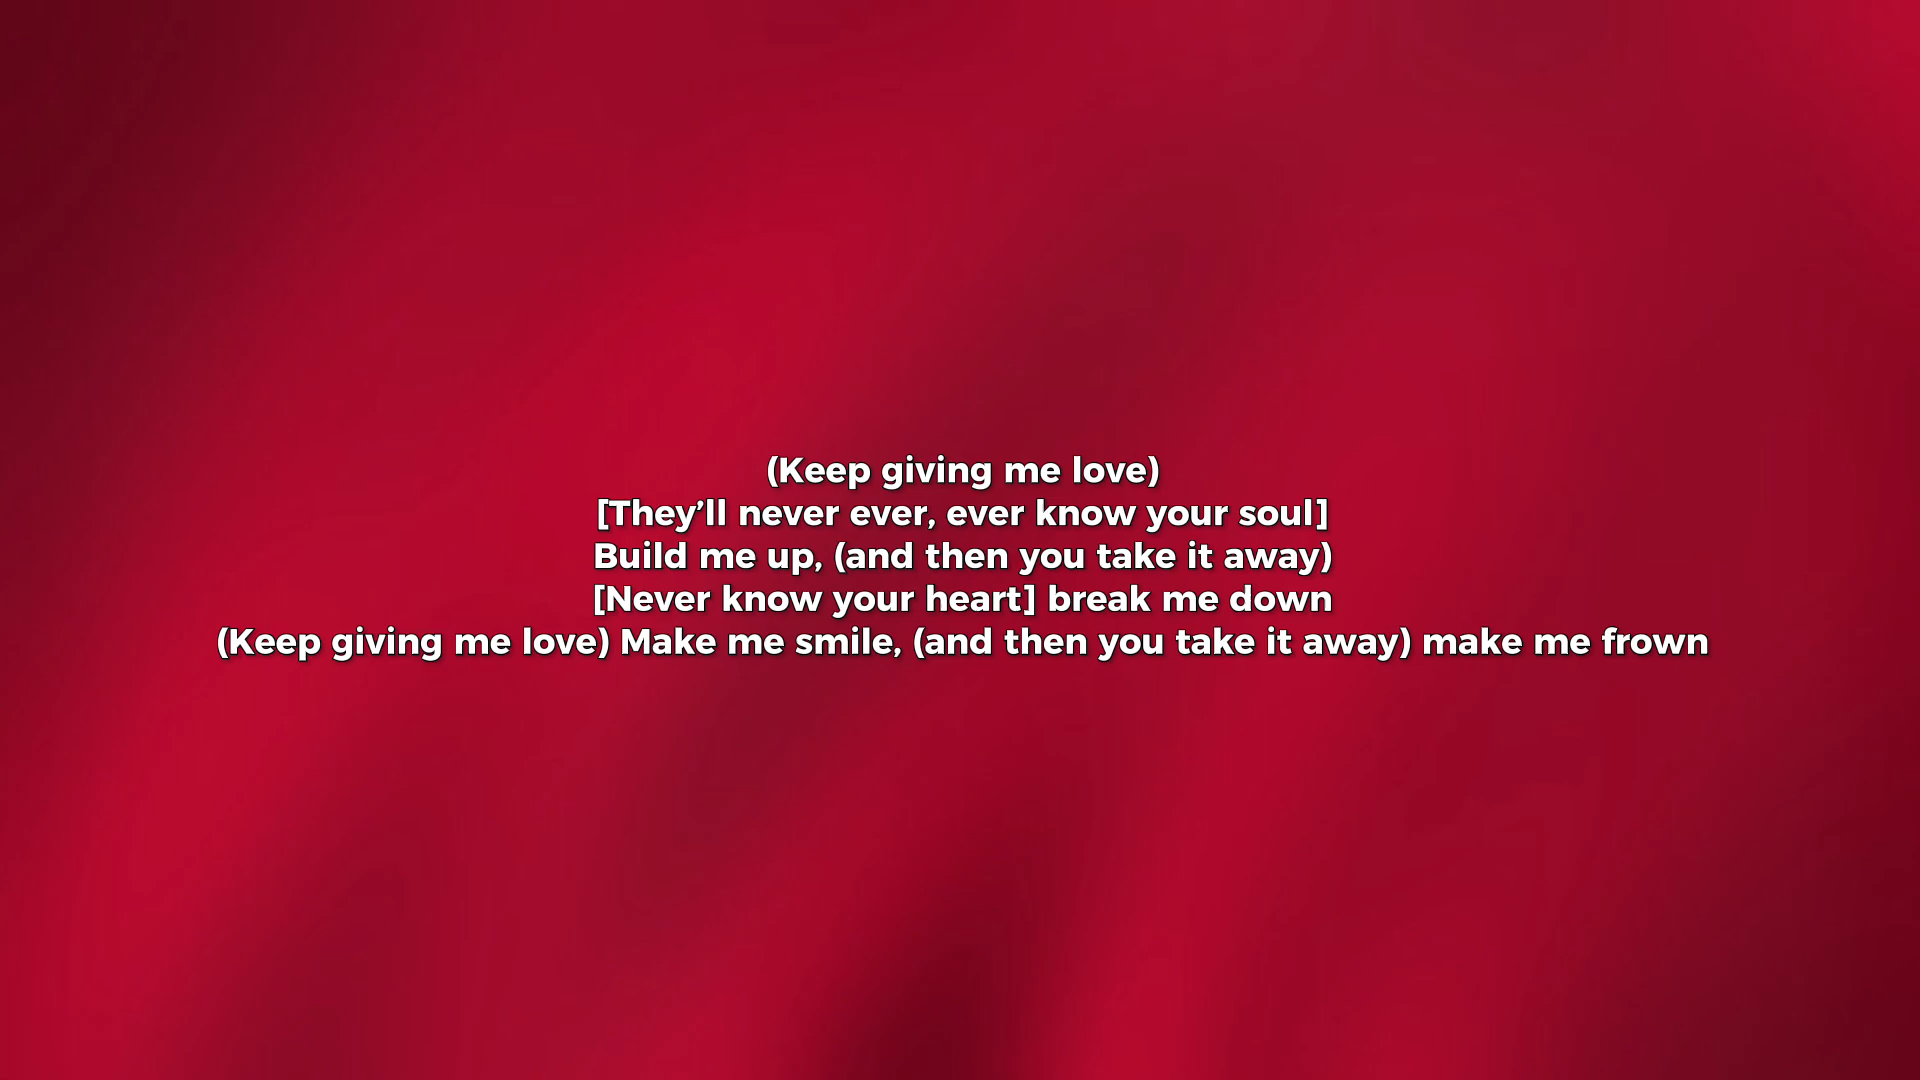 (Keep giving me love)
[They’ll never ever, ever know your soul]
Build me up, (and then you take it away)
[Never know your heart] break me down
(Keep giving me love) Make me smile, (and then you take it away) make me frown